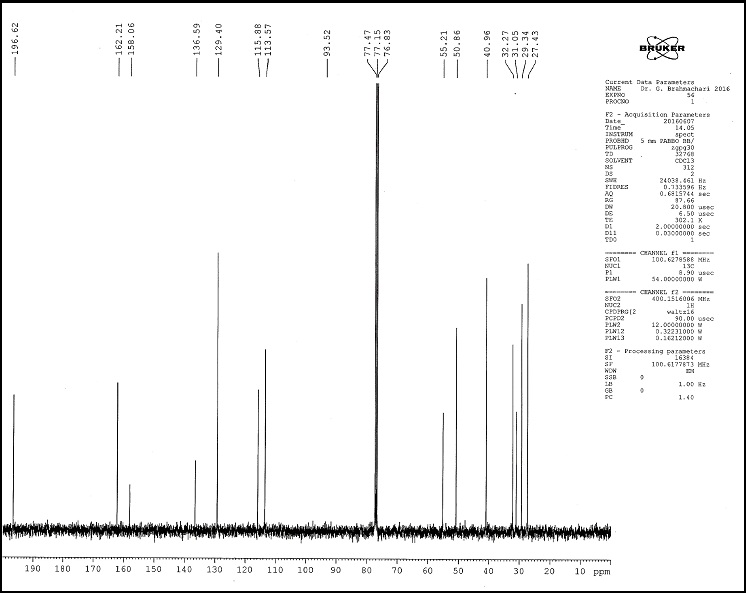 196.62
162.21
158.06
136.59
129.40
115.88
113.57
93.52
77.47
77.15
76.83
55.21
50.86
40.96
32.27
31.05
29.34
27.43
BRUKER
Current Data Parameters
NAME Dr. G. Brahmachari 2016
EXPNO 56
PROCNO 1
F2 - Acquisition Parameters
Date_ 20160607
Time 14.05
INSTRUM spect
PROBHD 5 mm PABBO BB/
PULPROG zgpg30
TD 32768
SOLVENT CDCl3
NS 312
DS 2
SWH 24038.461 Hz
FIDRES 0.733596 Hz
AQ 0.6815744 sec
RG 87.66
DW 20.800 usec
DE 6.50 usec
TE 302.1 K
D1 2.00000000 sec
D11 0.03000000 sec
TD0 1
======== CHANNEL f1 ========
SFO1 100.6278588 MHz
NUC1 13C
P1 8.90 usec
PLW1 54.00000000 W
======== CHANNEL f2 ========
SFO2 400.1516006 MHz
NUC2 1H
CPDPRG[2 waltz16
PCPD2 90.00 usec
PLW2 12.00000000 W
PLW12 0.32231000 W
PLW13 0.16212000 W
F2 - Processing parameters
SI 16384
SF 100.6177873 MHz
WDW EM
SSB 0
LB 1.00 Hz
GB 0
PC 1.40
190 180 170 160 150 140 130 120 110 100 90 80 70 60 50 40 30 20 10 ppm